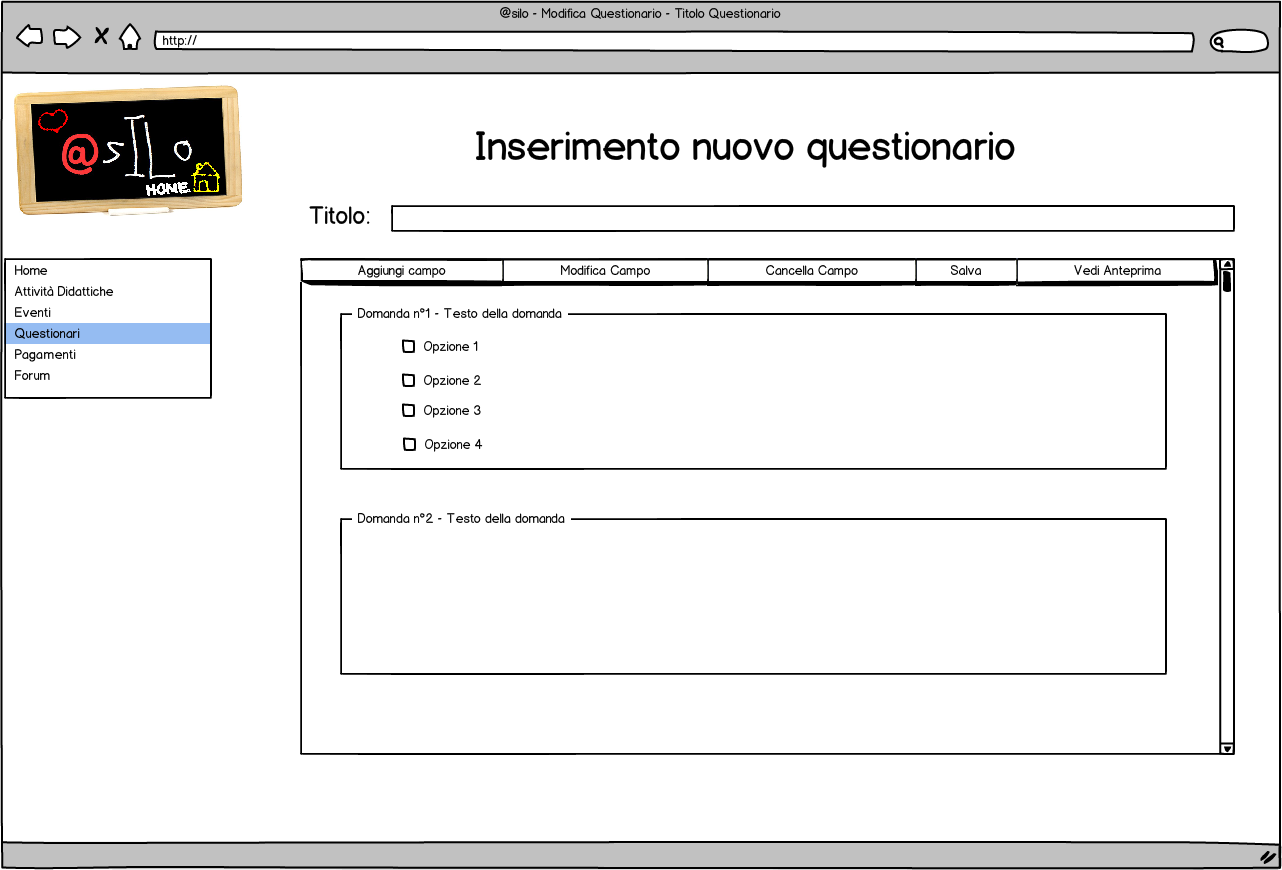 @silo - Modifica Questionario - Titolo Questionario
http://
@sILo
HOME
Inserimento nuovo questionario
Titolo:
Home
Attività Didattiche
Eventi
Questionari
Pagamenti
Forum
Aggiungi campo Modifica Campo Cancella Campo Salva Vedi Anteprima
Domanda n°1 - Testo della domanda
Opzione 1
Opzione 2
Opzione 3
Opzione 4
Domanda n°2 - Testo della domanda